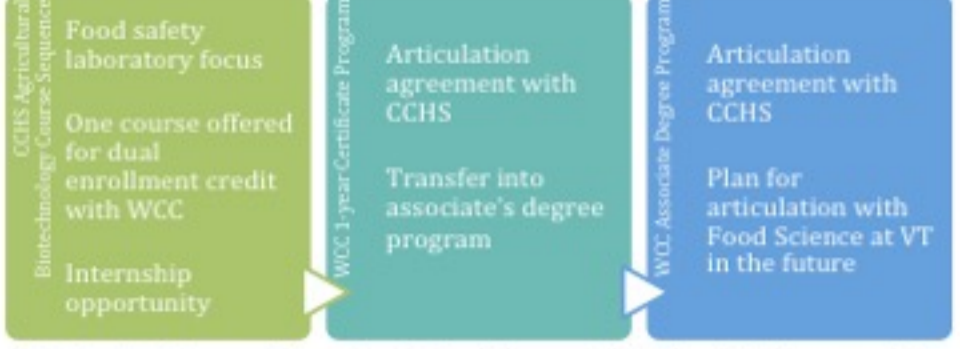 CCHS Agricultural
Biotechnology Course Sequence
Food safety
laboratory focus
One course offered
for dual
enrollment credit
with WCC
Internship
opportunity
WCC 1-year Certificate Program
Articulation
agreement with
CCHS
Transfer into
associate's degree
program
WCC Associate Degree Program
Articulation
agreement with
CCHS
Plan for
articulation with
Food Science at VT
in the future